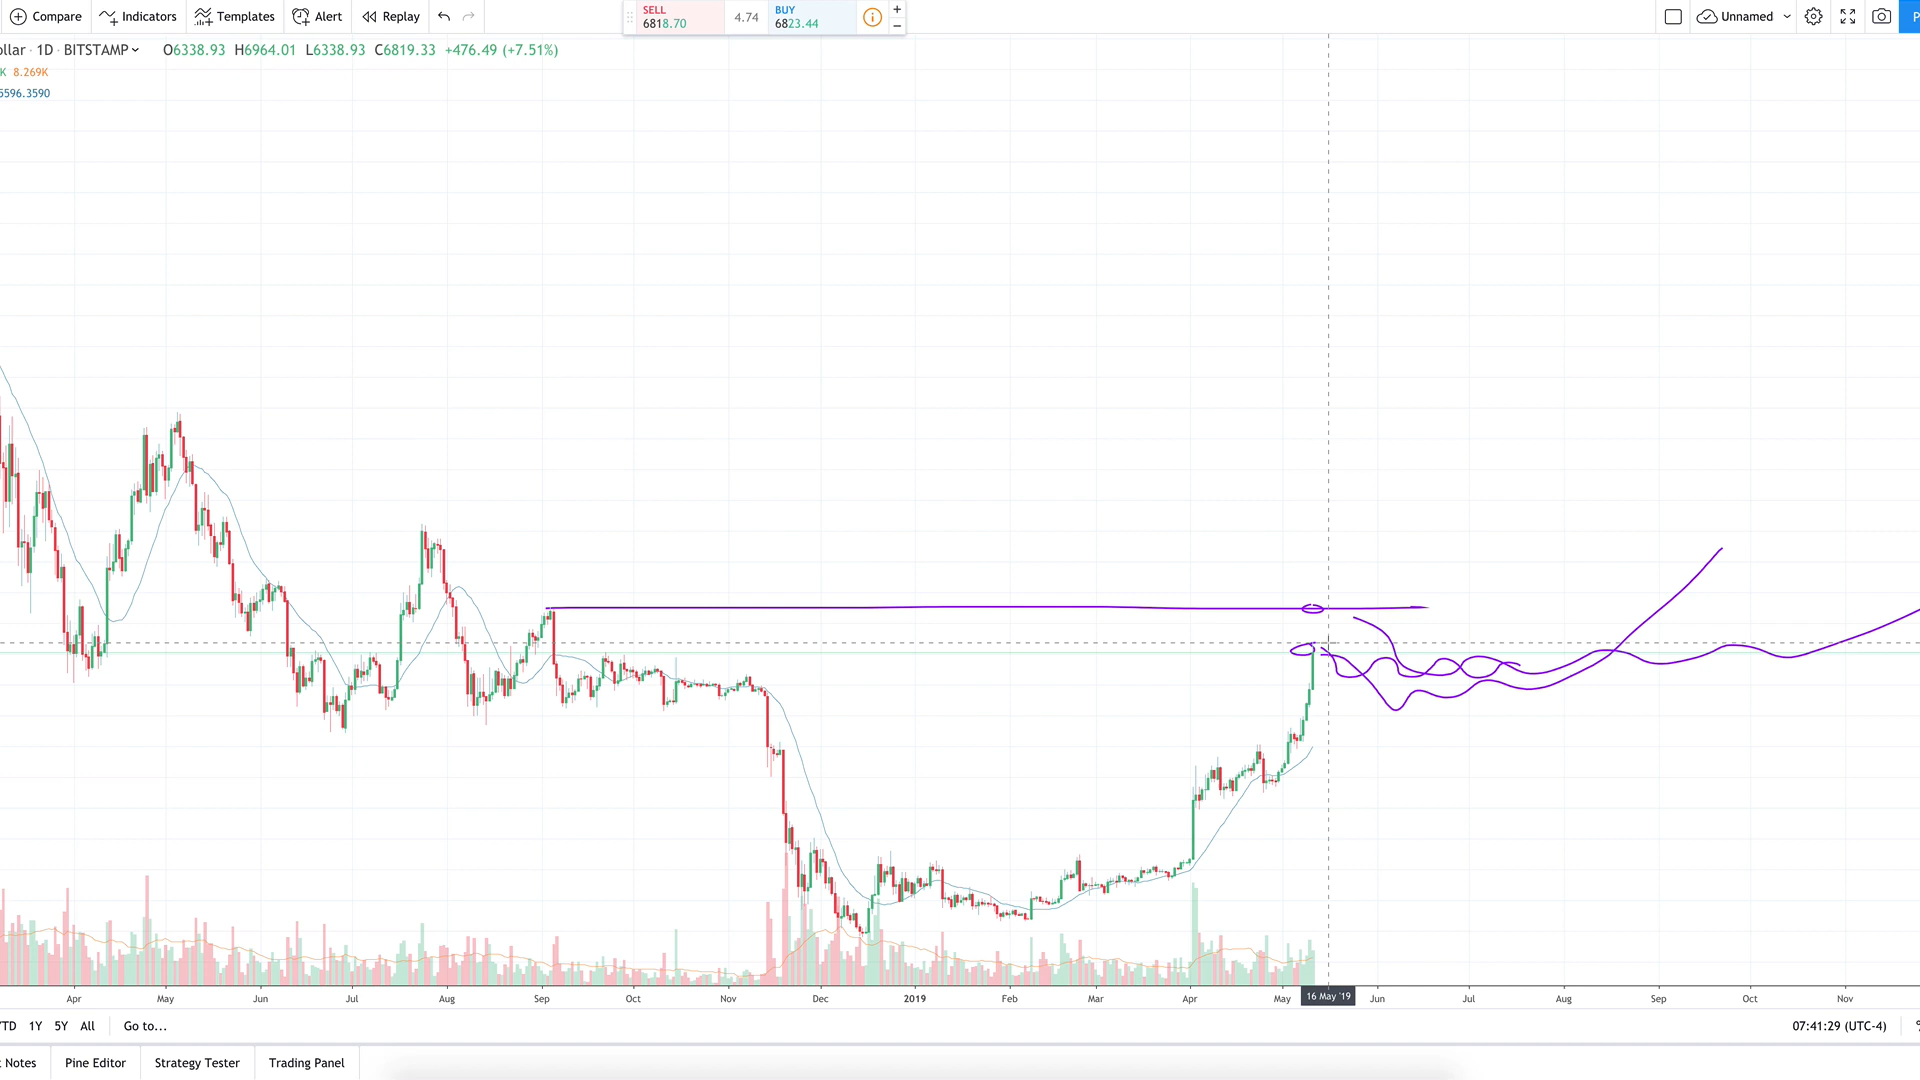 Compare Indicators Templates Alert Replay SELL 6818.70 4.74 BUY 6823.44 + − Unnamed P
ollar · 1D · BITSTAMP O6338.93 H6964.01 L6338.93 C6819.33 +476.49 (+7.51%)
K 8.269K
6596.3590
Apr May Jun Jul Aug Sep Oct Nov Dec 2019 Feb Mar Apr May 16 May '19 Jun Jul Aug Sep Oct Nov
YTD 1Y 5Y All Go to... 07:41:29 (UTC-4) %
t Notes Pine Editor Strategy Tester Trading Panel